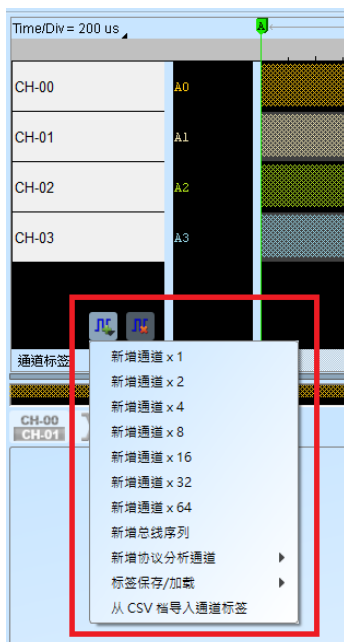 Time/Div = 200 us
A
CH-00 A0
CH-01 A1
CH-02 A2
CH-03 A3
通道标签
新增通道 x 1
新增通道 x 2
新增通道 x 4
新增通道 x 8
新增通道 x 16
新增通道 x 32
新增通道 x 64
新增总线序列
新增协议分析通道
标签保存/加载
从 CSV 档导入通道标签
CH-00
CH-01